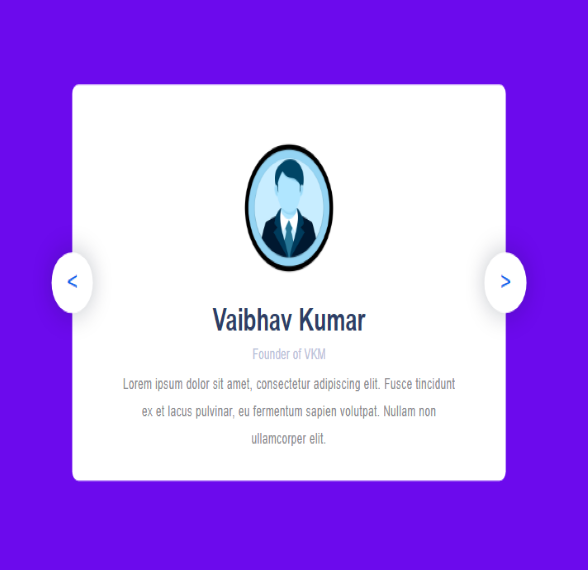 Vaibhav Kumar
Founder of VKM
Lorem ipsum dolor sit amet, consectetur adipiscing elit. Fusce tincidunt
ex et lacus pulvinar, eu fermentum sapien volutpat. Nullam non
ullamcorper elit.
< >